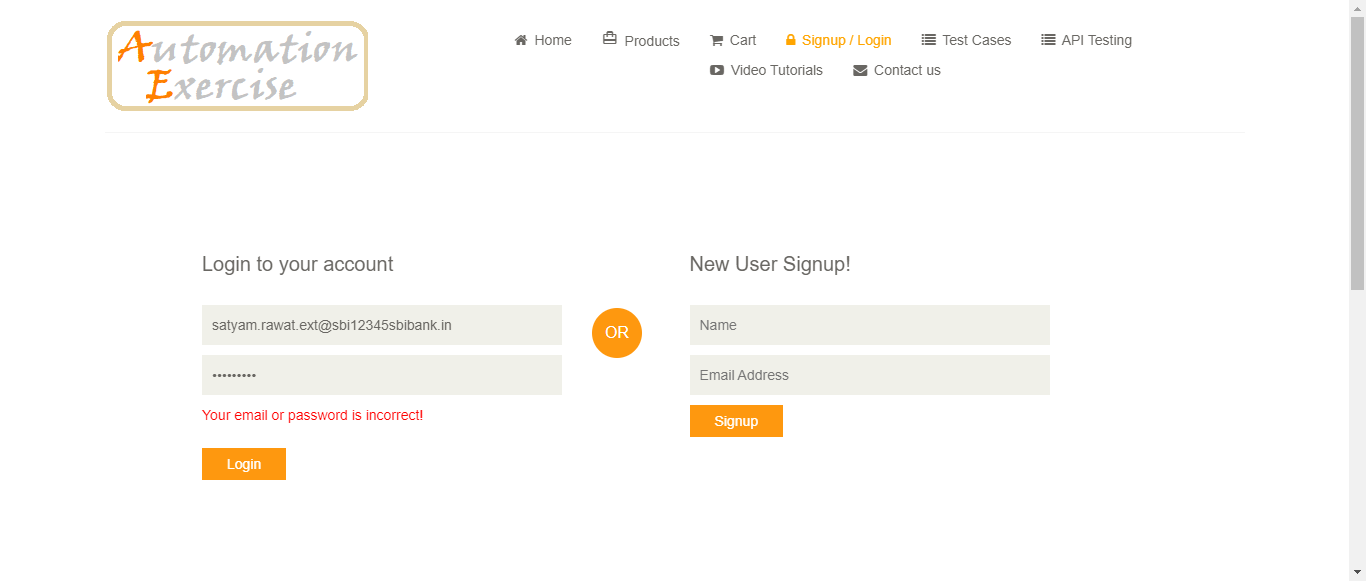 Automation
Exercise
Home
Products
Cart
Signup / Login
Test Cases
API Testing
Video Tutorials
Contact us
Login to your account
satyam.rawat.ext@sbi12345sbibank.in
•••••••••
Your email or password is incorrect!
Login
OR
New User Signup!
Name
Email Address
Signup